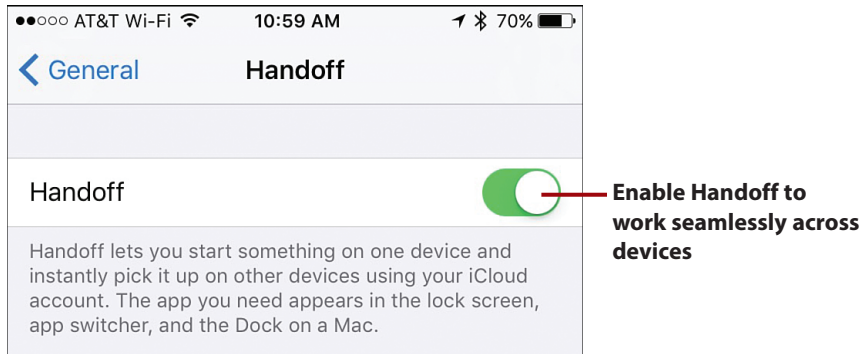 AT&T Wi-Fi 10:59 AM 70%
General Handoff
Handoff
Enable Handoff to
work seamlessly across
devices
Handoff lets you start something on one device and
instantly pick it up on other devices using your iCloud
account. The app you need appears in the lock screen,
app switcher, and the Dock on a Mac.